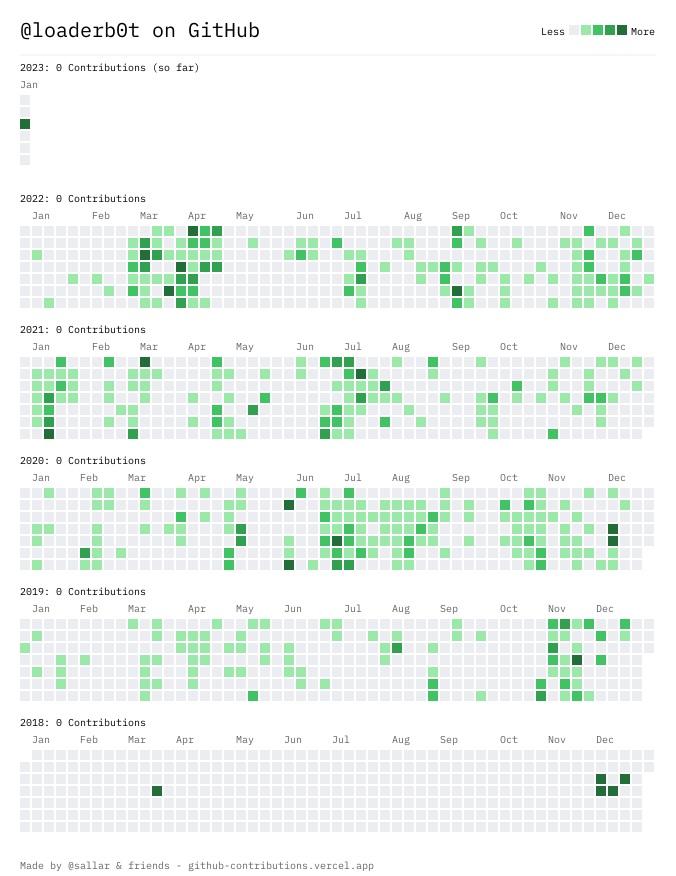 @loaderb0t on GitHub
Less More
2023: 0 Contributions (so far)
Jan
2022: 0 Contributions
Jan Feb Mar Apr May Jun Jul Aug Sep Oct Nov Dec
2021: 0 Contributions
Jan Feb Mar Apr May Jun Jul Aug Sep Oct Nov Dec
2020: 0 Contributions
Jan Feb Mar Apr May Jun Jul Aug Sep Oct Nov Dec
2019: 0 Contributions
Jan Feb Mar Apr May Jun Jul Aug Sep Oct Nov Dec
2018: 0 Contributions
Jan Feb Mar Apr May Jun Jul Aug Sep Oct Nov Dec
Made by @sallar & friends - github-contributions.vercel.app